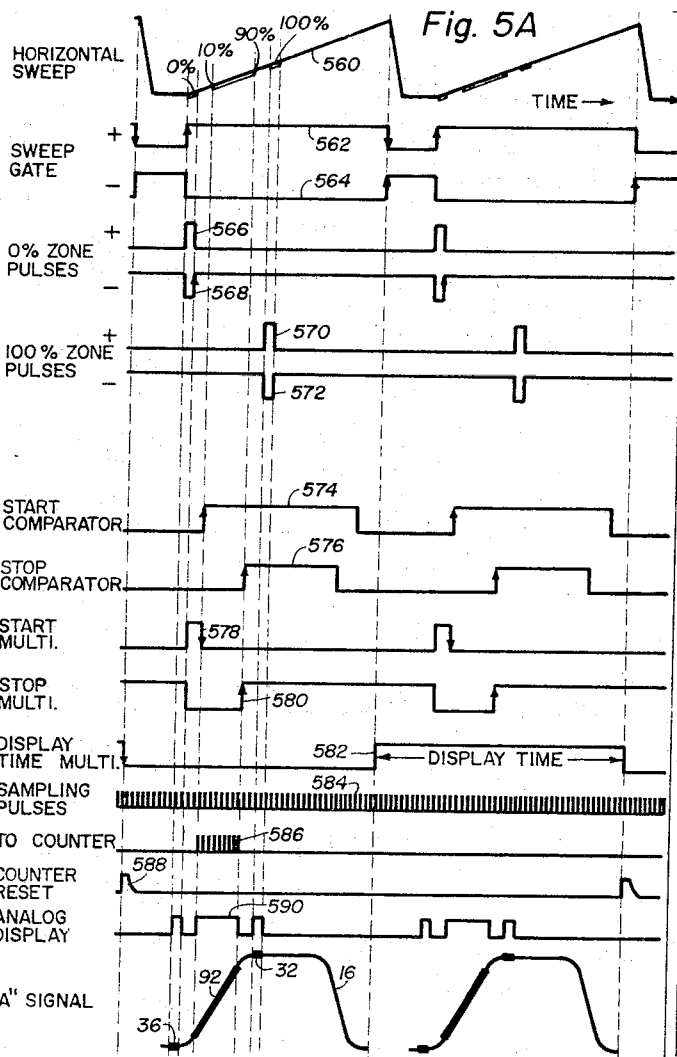 Fig. 5A
HORIZONTAL
SWEEP
0%
10%
90%
100%
560
TIME →
SWEEP
GATE
+
562
−
564
0% ZONE
PULSES
+
566
−
568
100% ZONE
PULSES
+
570
−
572
START
COMPARATOR
574
STOP
COMPARATOR
576
START
MULTI.
578
STOP
MULTI.
580
DISPLAY
TIME MULTI.
582
DISPLAY TIME
SAMPLING
PULSES
584
TO COUNTER
586
COUNTER
RESET
588
ANALOG
DISPLAY
590
A" SIGNAL
92
32
16
36